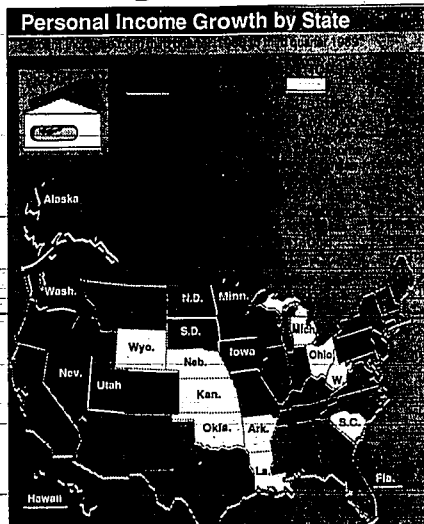 Personal Income Growth by State
Alaska
Wash.
N.D.
Minn.
S.D.
Mich.
Wyo.
Neb.
Iowa
Ohio
Nev.
Utah
W.
Kan.
Okla.
Ark.
S.C.
La.
Fla.
Hawaii